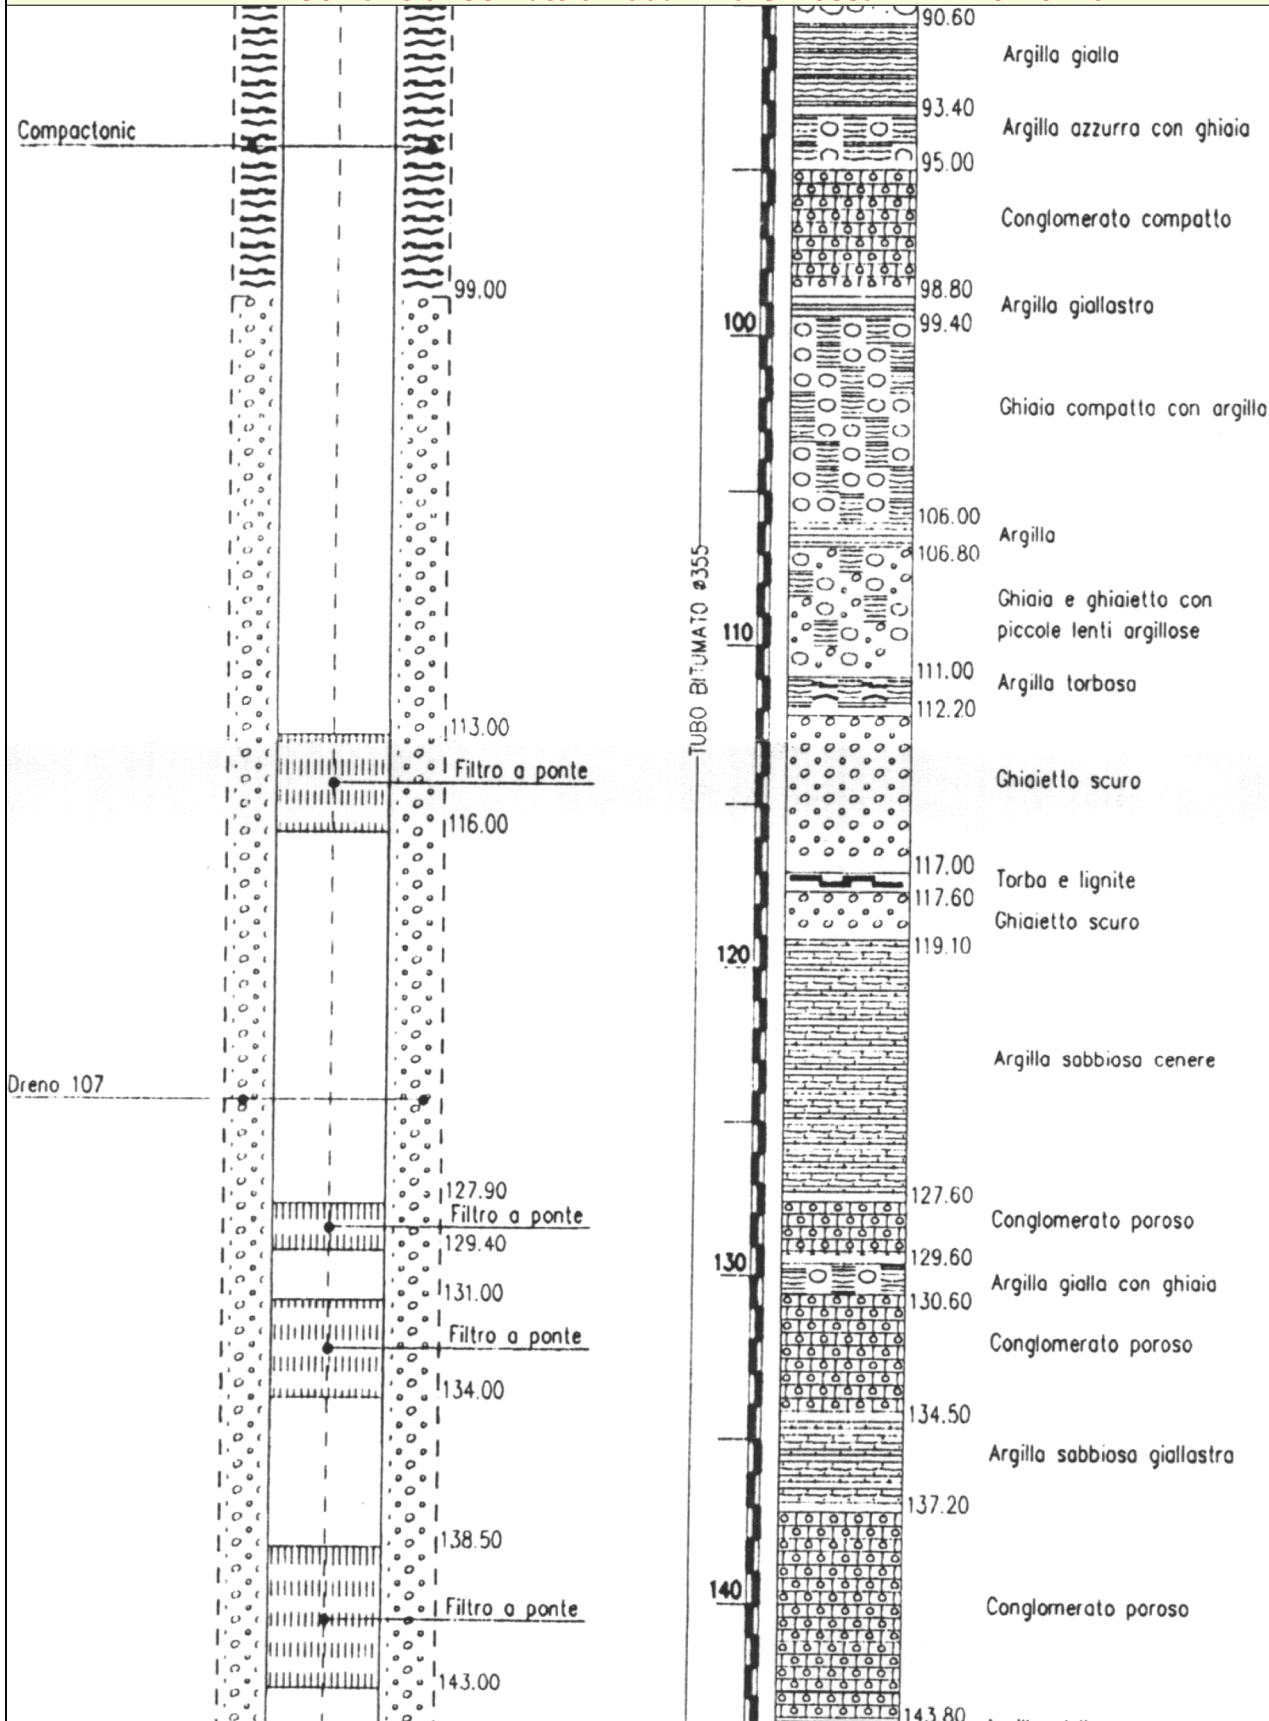 90.60
Argilla gialla
93.40
Compactonic
Argilla azzurra con ghiaia
95.00
Conglomerato compatto
99.00
98.80
Argilla giallastra
100
99.40
Ghiaia compatta con argilla
106.00
Argilla
106.80
TUBO BITUMATO ø355
Ghiaia e ghiaietto con
piccole lenti argillose
110
111.00
Argilla torbosa
112.20
113.00
Filtro a ponte
Ghiaietto scuro
116.00
117.00
Torba e lignite
117.60
Ghiaietto scuro
119.10
120
Argilla sabbiosa cenere
Dreno 107
127.90
127.60
Filtro a ponte
Conglomerato poroso
129.40
129.60
130
Argilla gialla con ghiaia
131.00
130.60
Filtro a ponte
Conglomerato poroso
134.00
134.50
Argilla sabbiosa giallastra
137.20
138.50
140
Filtro a ponte
Conglomerato poroso
143.00
143.80